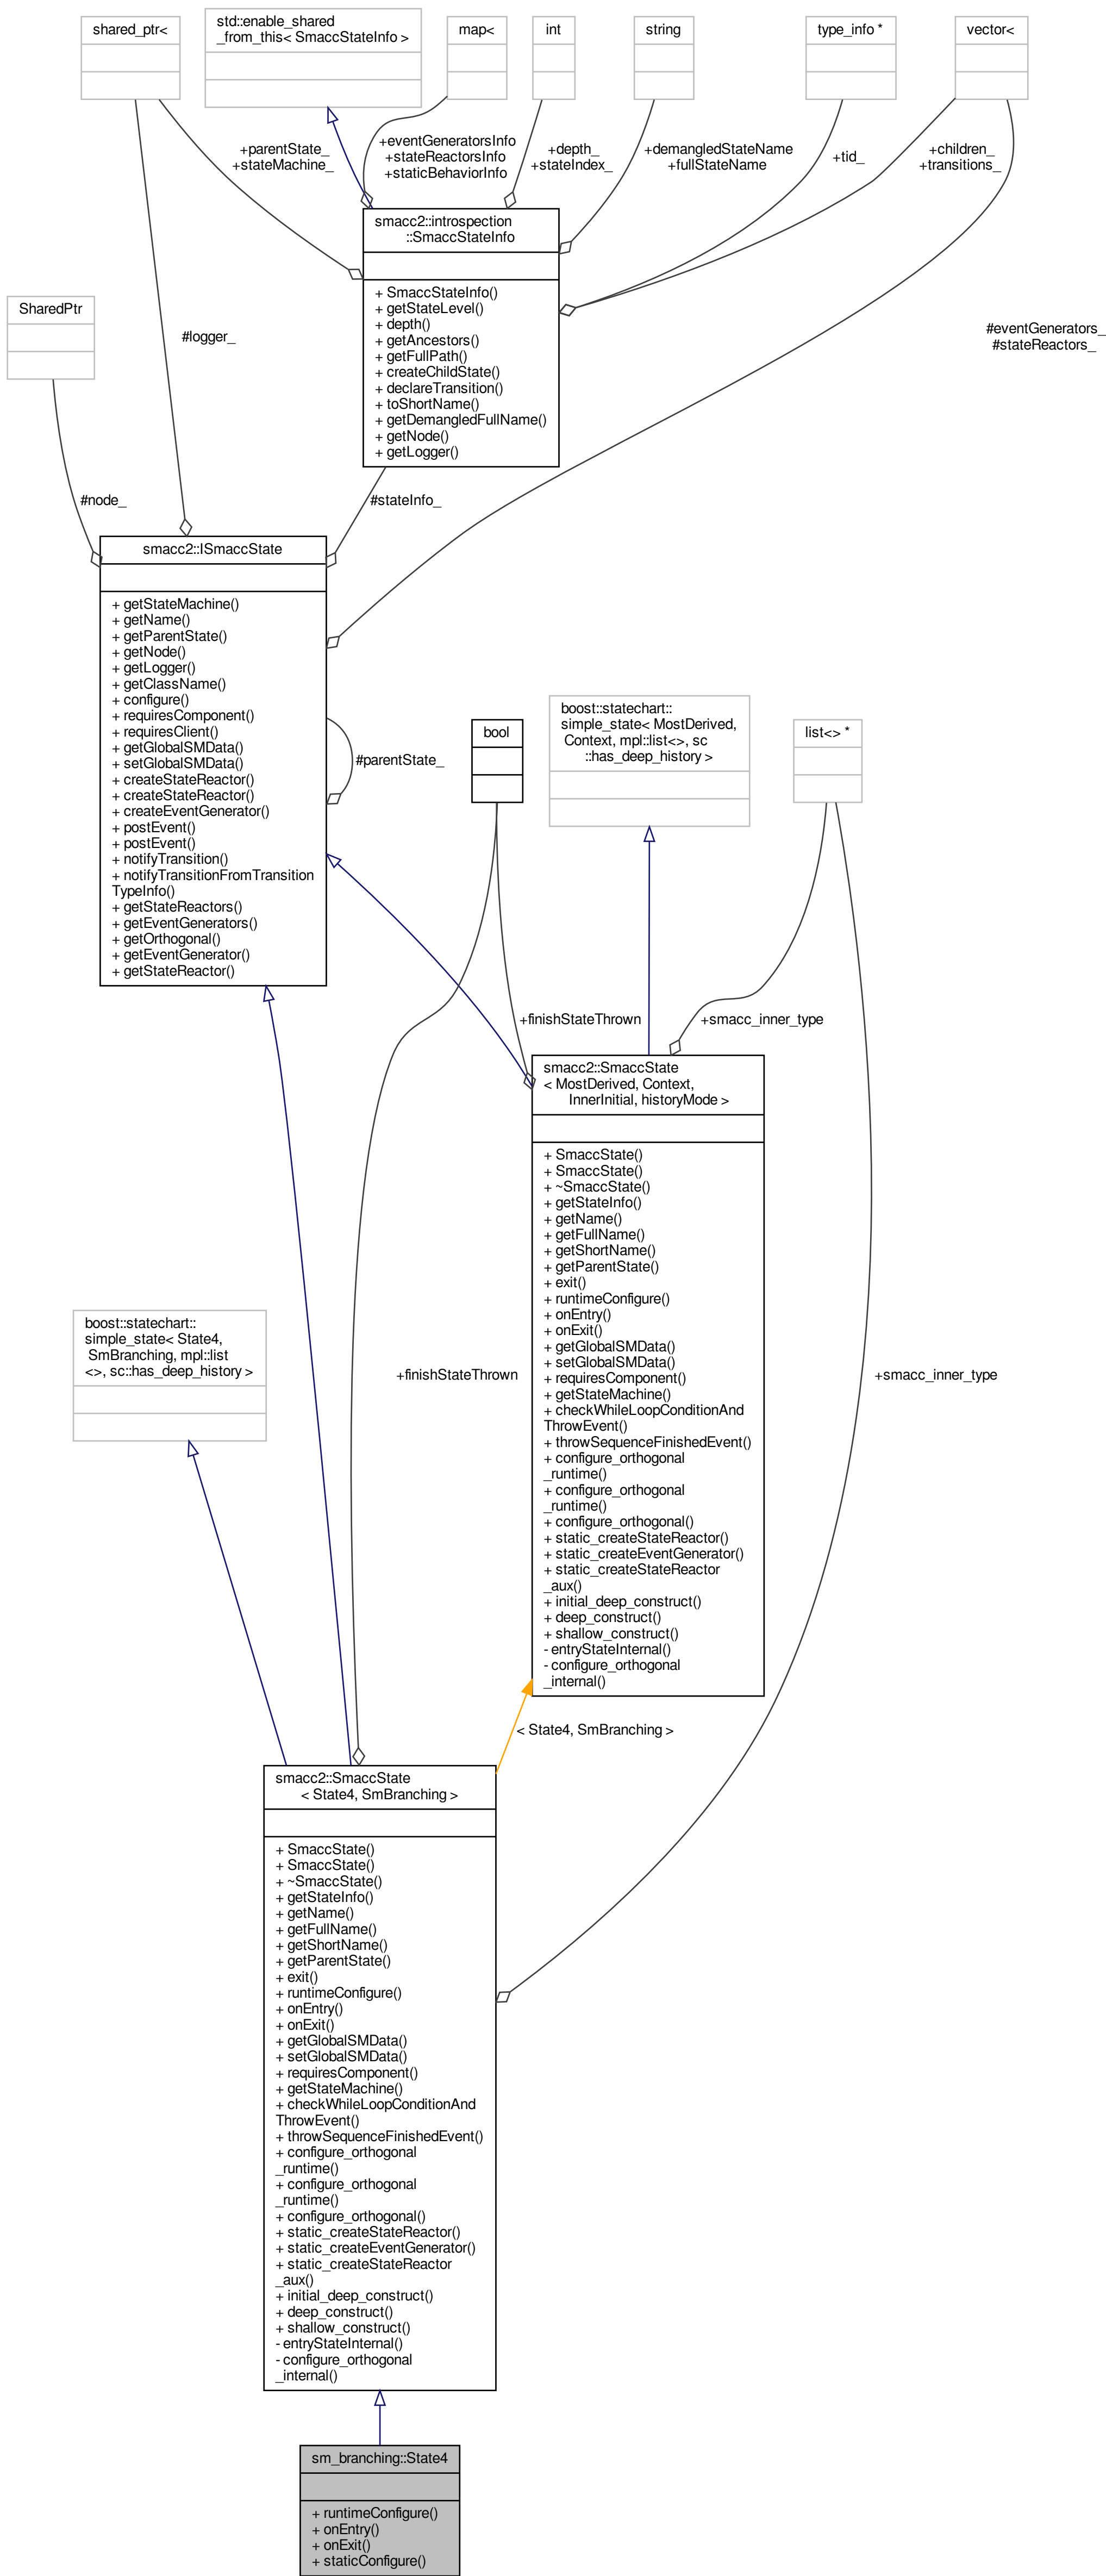 shared_ptr<
std::enable_shared
_from_this< SmaccStateInfo >
map<
int
string
type_info *
vector<
+parentState_
+stateMachine_
+eventGeneratorsInfo
+stateReactorsInfo
+staticBehaviorInfo
+depth_
+stateIndex_
+demangledStateName
+fullStateName
+tid_
+children_
+transitions_
smacc2::introspection
::SmaccStateInfo
+ SmaccStateInfo()
+ getStateLevel()
+ depth()
+ getAncestors()
+ getFullPath()
+ createChildState()
+ declareTransition()
+ toShortName()
+ getDemangledFullName()
+ getNode()
+ getLogger()
SharedPtr
#logger_
#eventGenerators_
#stateReactors_
#node_
#stateInfo_
smacc2::ISmaccState
+ getStateMachine()
+ getName()
+ getParentState()
+ getNode()
+ getLogger()
+ getClassName()
+ configure()
+ requiresComponent()
+ requiresClient()
+ getGlobalSMData()
+ setGlobalSMData()
+ createStateReactor()
+ createStateReactor()
+ createEventGenerator()
+ postEvent()
+ postEvent()
+ notifyTransition()
+ notifyTransitionFromTransition
TypeInfo()
+ getStateReactors()
+ getEventGenerators()
+ getOrthogonal()
+ getEventGenerator()
+ getStateReactor()
#parentState_
bool
boost::statechart::
simple_state< MostDerived,
Context, mpl::list<>, sc
::has_deep_history >
list<> *
+finishStateThrown
+smacc_inner_type
smacc2::SmaccState
< MostDerived, Context,
InnerInitial, historyMode >
+ SmaccState()
+ SmaccState()
+ ~SmaccState()
+ getStateInfo()
+ getName()
+ getFullName()
+ getShortName()
+ getParentState()
+ exit()
+ runtimeConfigure()
+ onEntry()
+ onExit()
+ getGlobalSMData()
+ setGlobalSMData()
+ requiresComponent()
+ getStateMachine()
+ checkWhileLoopConditionAnd
ThrowEvent()
+ throwSequenceFinishedEvent()
+ configure_orthogonal
_runtime()
+ configure_orthogonal
_runtime()
+ configure_orthogonal()
+ static_createStateReactor()
+ static_createEventGenerator()
+ static_createStateReactor
_aux()
+ initial_deep_construct()
+ deep_construct()
+ shallow_construct()
- entryStateInternal()
- configure_orthogonal
_internal()
boost::statechart::
simple_state< State4,
SmBranching, mpl::list
<>, sc::has_deep_history >
+finishStateThrown
+smacc_inner_type
< State4, SmBranching >
smacc2::SmaccState
< State4, SmBranching >
+ SmaccState()
+ SmaccState()
+ ~SmaccState()
+ getStateInfo()
+ getName()
+ getFullName()
+ getShortName()
+ getParentState()
+ exit()
+ runtimeConfigure()
+ onEntry()
+ onExit()
+ getGlobalSMData()
+ setGlobalSMData()
+ requiresComponent()
+ getStateMachine()
+ checkWhileLoopConditionAnd
ThrowEvent()
+ throwSequenceFinishedEvent()
+ configure_orthogonal
_runtime()
+ configure_orthogonal
_runtime()
+ configure_orthogonal()
+ static_createStateReactor()
+ static_createEventGenerator()
+ static_createStateReactor
_aux()
+ initial_deep_construct()
+ deep_construct()
+ shallow_construct()
- entryStateInternal()
- configure_orthogonal
_internal()
sm_branching::State4
+ runtimeConfigure()
+ onEntry()
+ onExit()
+ staticConfigure()